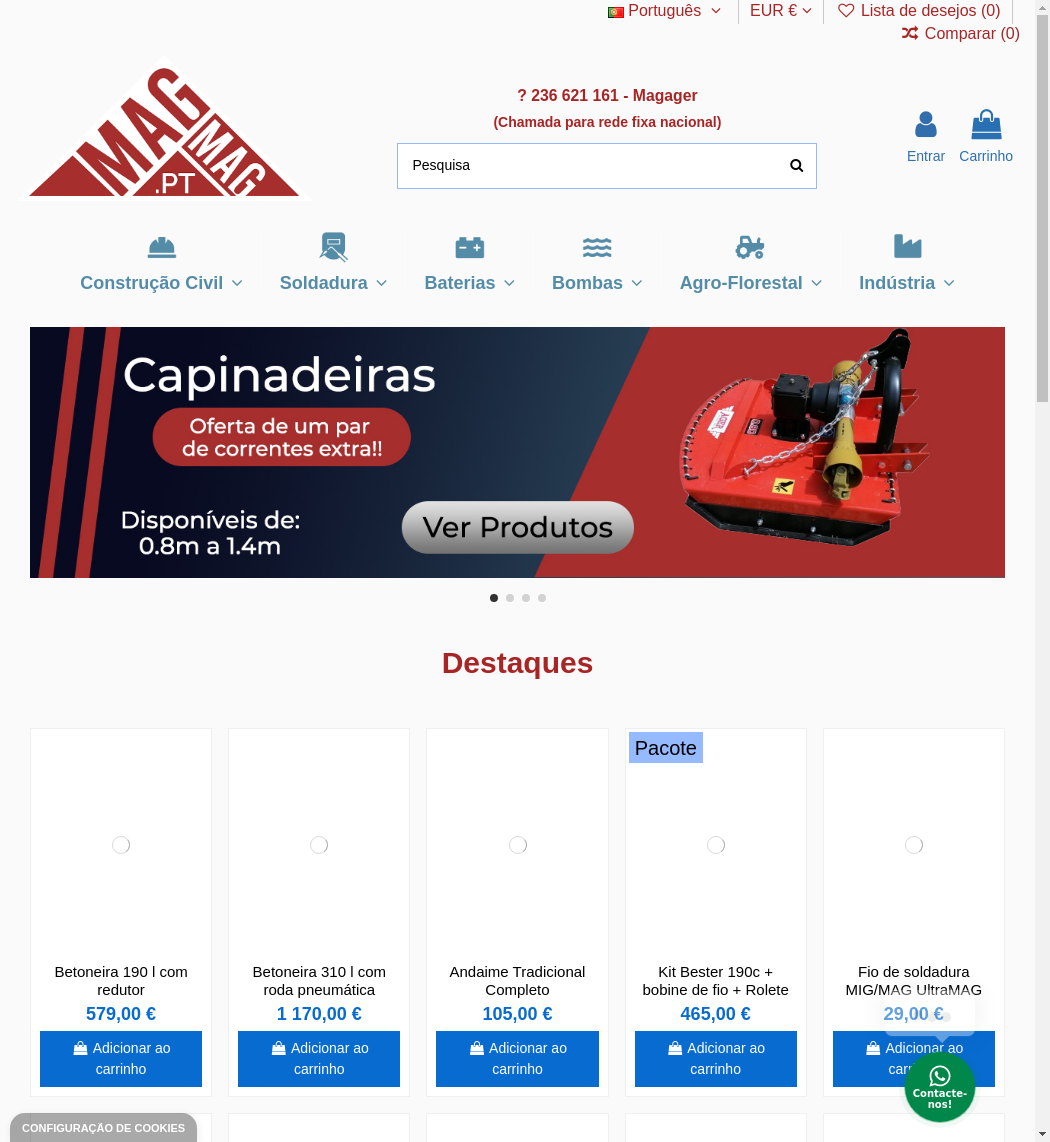 Português
EUR €
Lista de desejos (0)
Comparar (0)
MAG
MAG
.PT
? 236 621 161 - Magager
(Chamada para rede fixa nacional)
Pesquisa
Entrar
Carrinho
Construção Civil
Soldadura
Baterias
Bombas
Agro-Florestal
Indústria
Capinadeiras
Oferta de um par
de correntes extra!!
Disponíveis de:
0.8m a 1.4m
Ver Produtos
Destaques
Pacote
Betoneira 190 l com
redutor
579,00 €
Adicionar ao
carrinho
Betoneira 310 l com
roda pneumática
1 170,00 €
Adicionar ao
carrinho
Andaime Tradicional
Completo
105,00 €
Adicionar ao
carrinho
Kit Bester 190c +
bobine de fio + Rolete
465,00 €
Adicionar ao
carrinho
Fio de soldadura
MIG/MAG UltraMAG
29,00 €
Adicionar ao
Contacte-
nos!
CONFIGURAÇÃO DE COOKIES